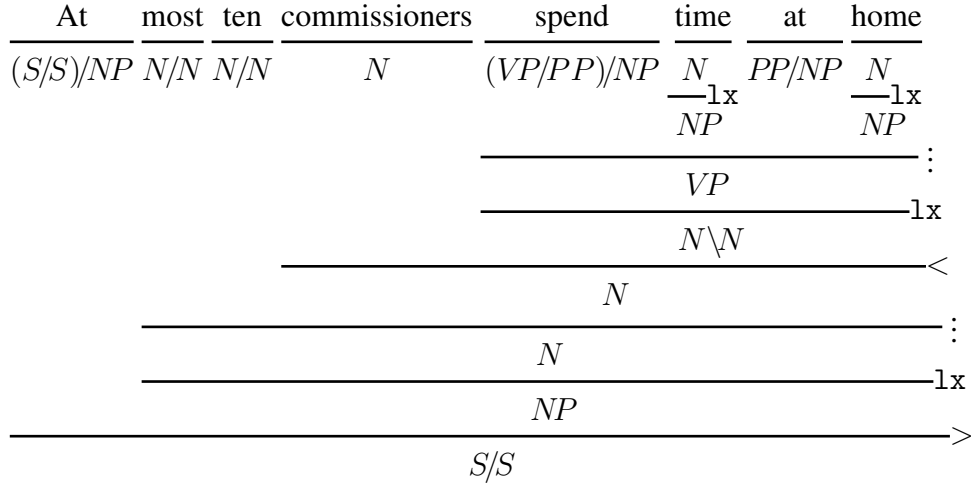 At most ten commissioners spend time at home
(S/S)/NP N/N N/N N (VP/PP)/NP N PP/NP N
lx lx
NP NP
⋮
VP
lx
N\N
<
N
⋮
N
lx
NP
>
S/S